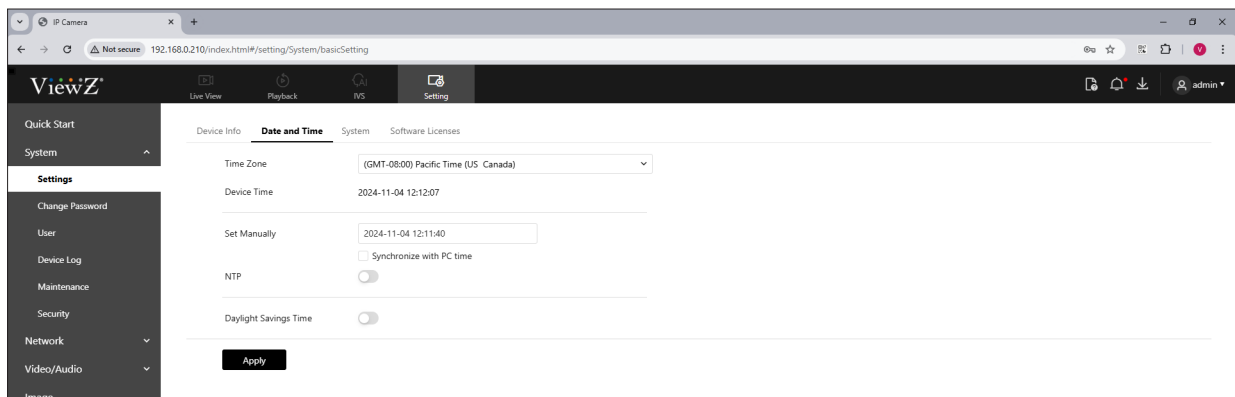 IP Camera
Not secure 192.168.0.210/index.html#/setting/System/basicSetting
ViewZ
Live View Playback IVS Setting
admin
Quick Start
System
Settings
Change Password
User
Device Log
Maintenance
Security
Network
Video/Audio
Image
Device Info Date and Time System Software Licenses
Time Zone (GMT-08:00) Pacific Time (US Canada)
Device Time 2024-11-04 12:12:07
Set Manually 2024-11-04 12:11:40
Synchronize with PC time
NTP
Daylight Savings Time
Apply